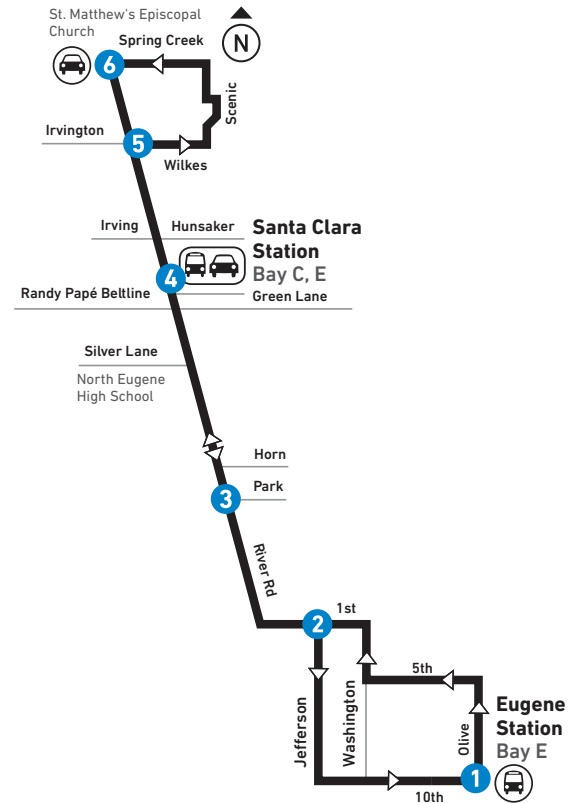 St. Matthew's Episcopal
Church
Spring Creek
N
6
Scenic
Irvington
5
Wilkes
Irving
Hunsaker
Santa Clara
Station
Bay C, E
4
Randy Papé Beltline
Green Lane
Silver Lane
North Eugene
High School
Horn
3
Park
River Rd
1st
2
5th
Jefferson
Washington
Olive
Eugene
Station
Bay E
1
10th